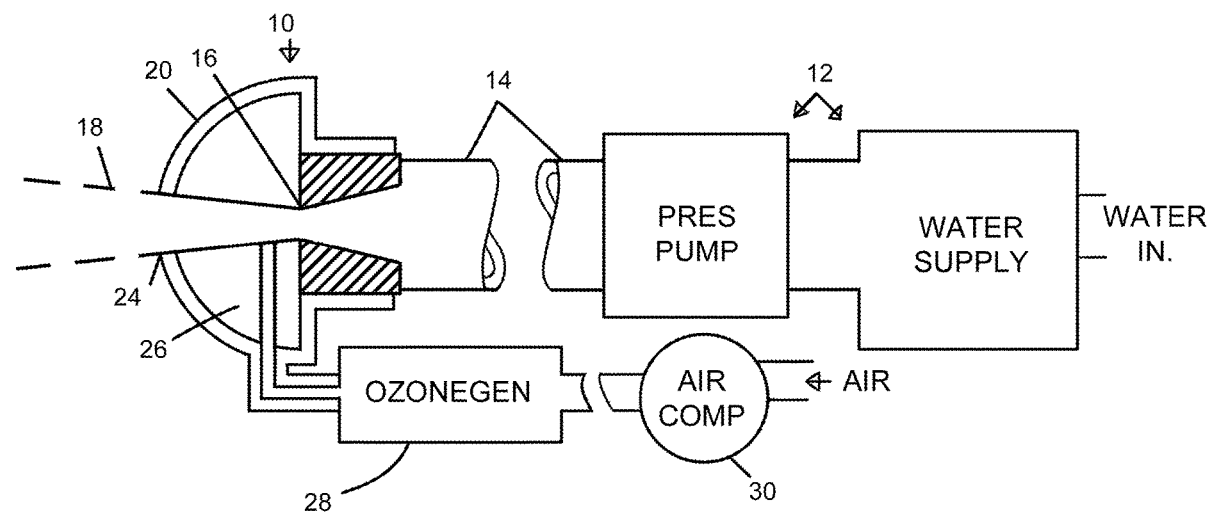 10
16
20
14
12
18
PRES
PUMP
WATER
SUPPLY
WATER
IN.
24
26
OZONEGEN
AIR
COMP
AIR
28
30